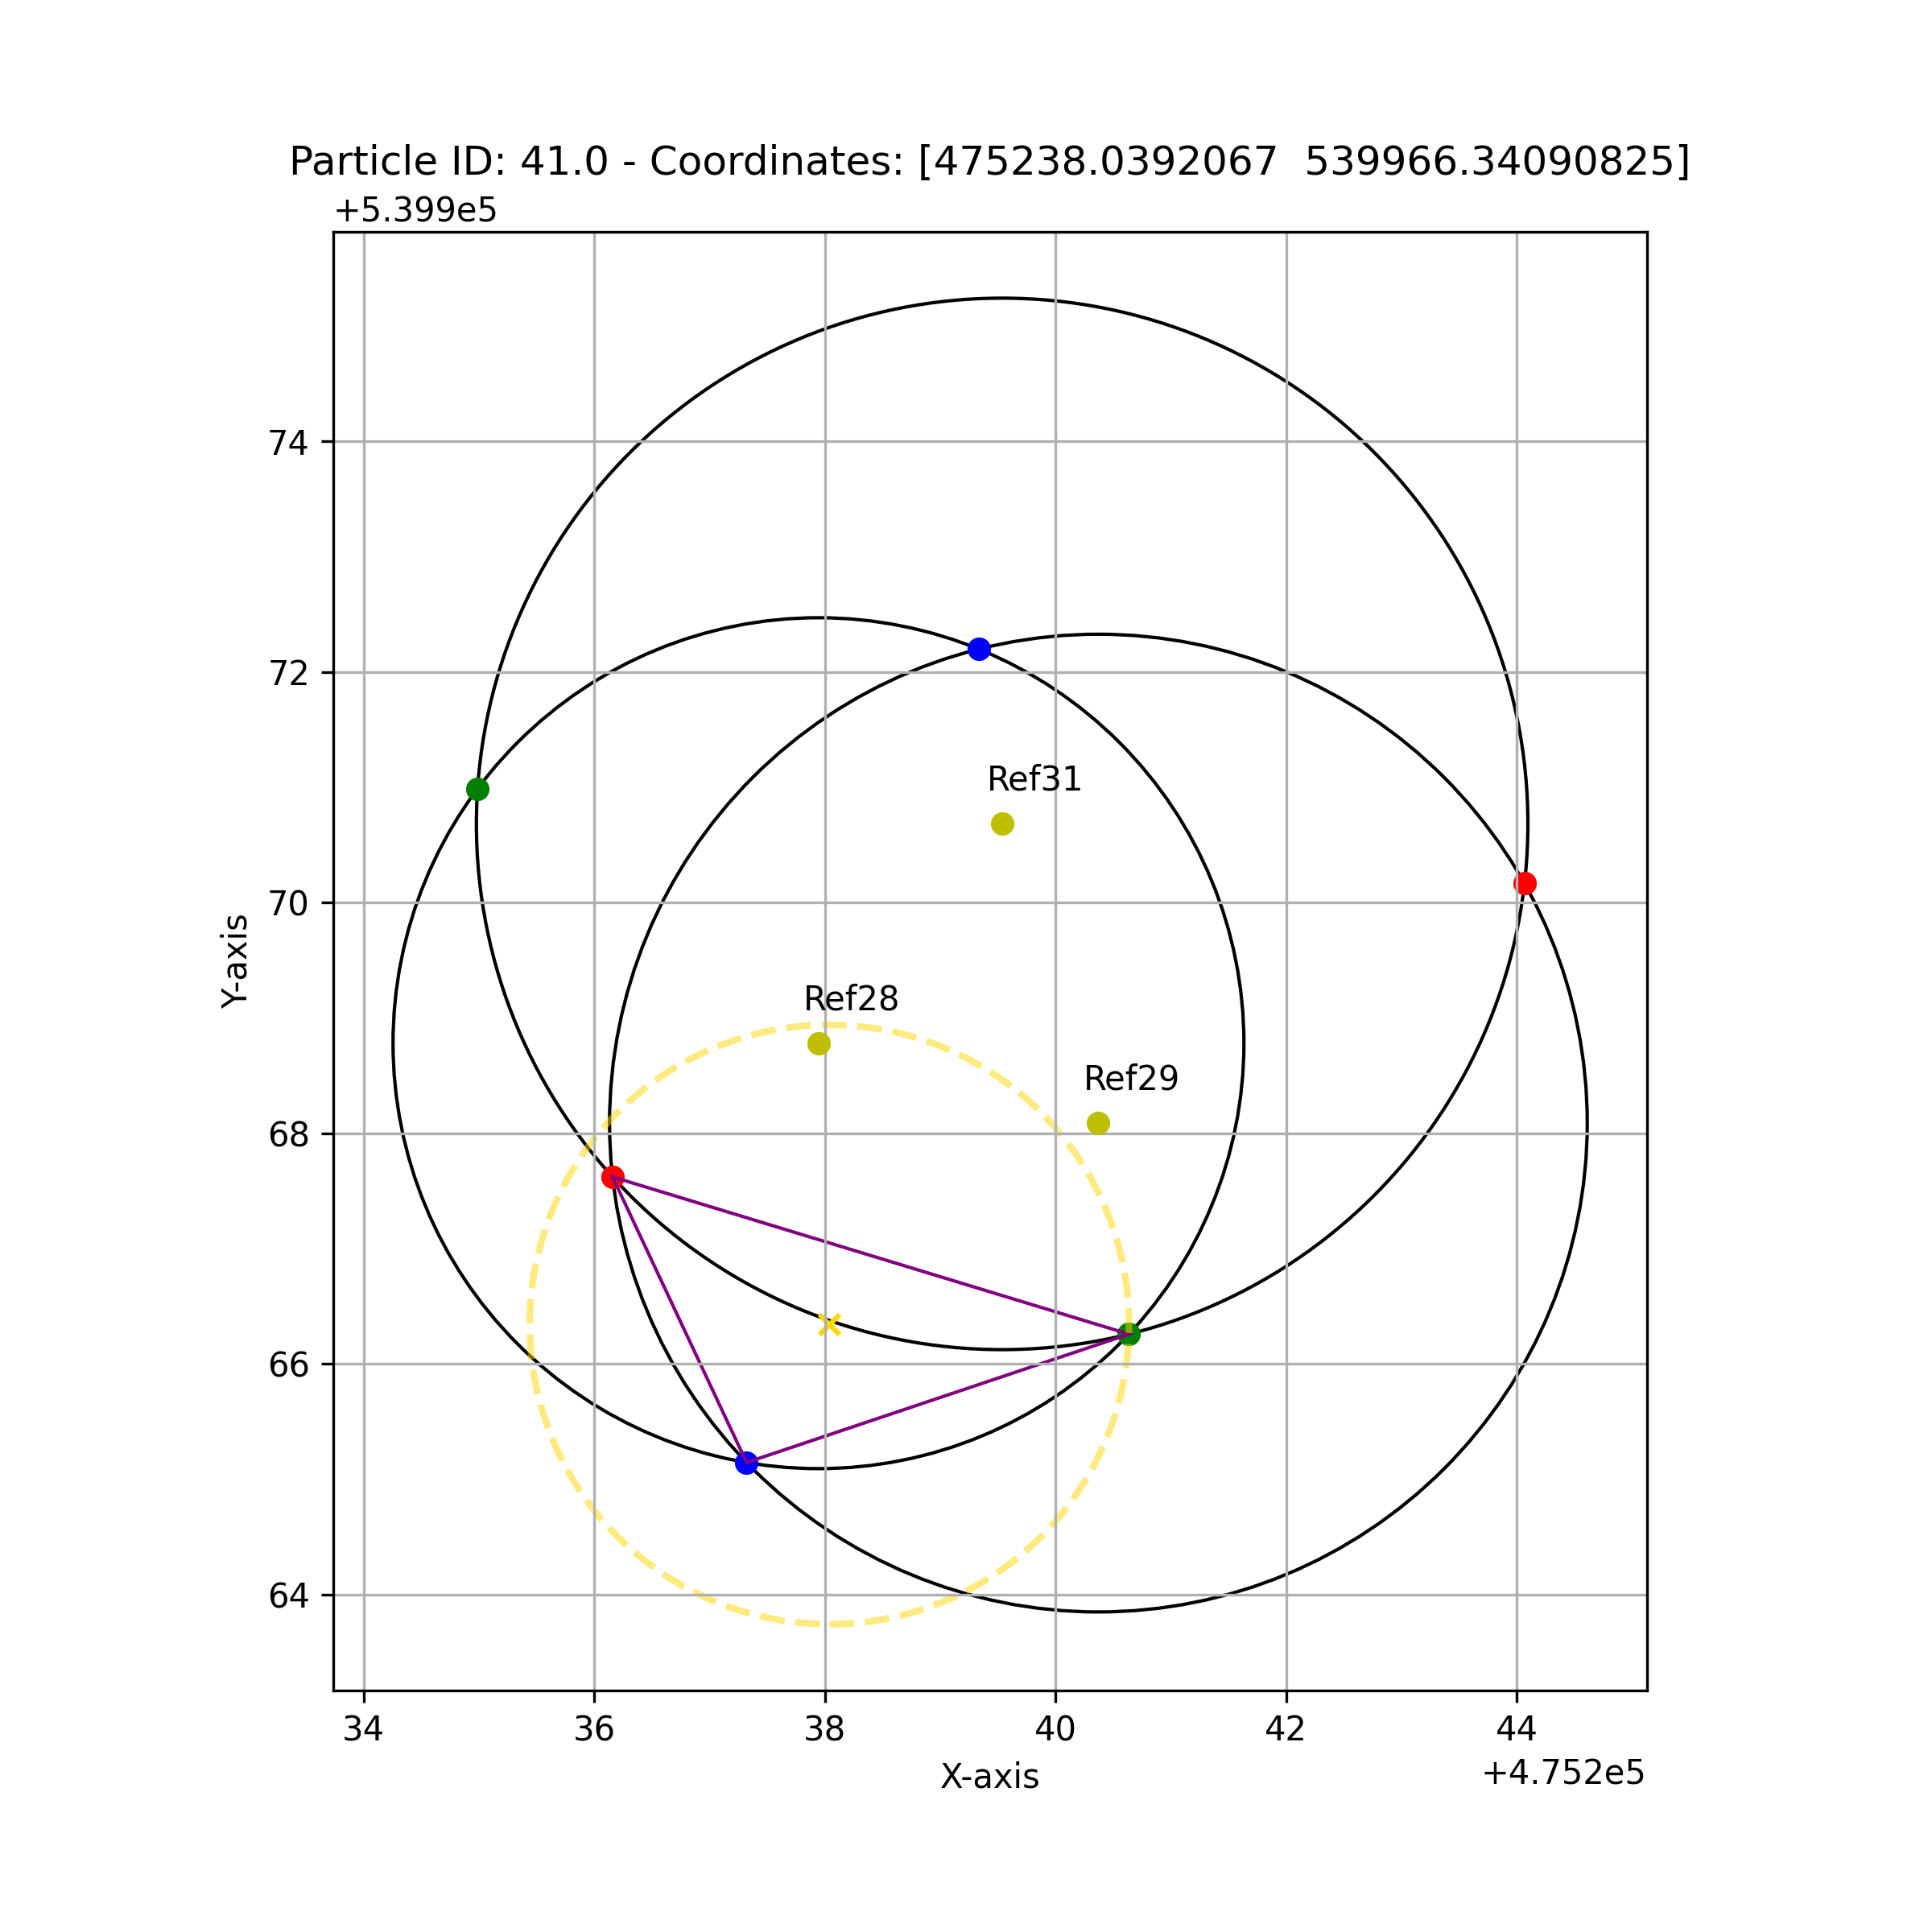 Particle ID: 41.0 - Coordinates: [475238.0392067  539966.34090825]
+5.399e5
74
72
70
68
66
64
Y-axis
Ref31
Ref28
Ref29
34 36 38 40 42 44
X-axis
+4.752e5